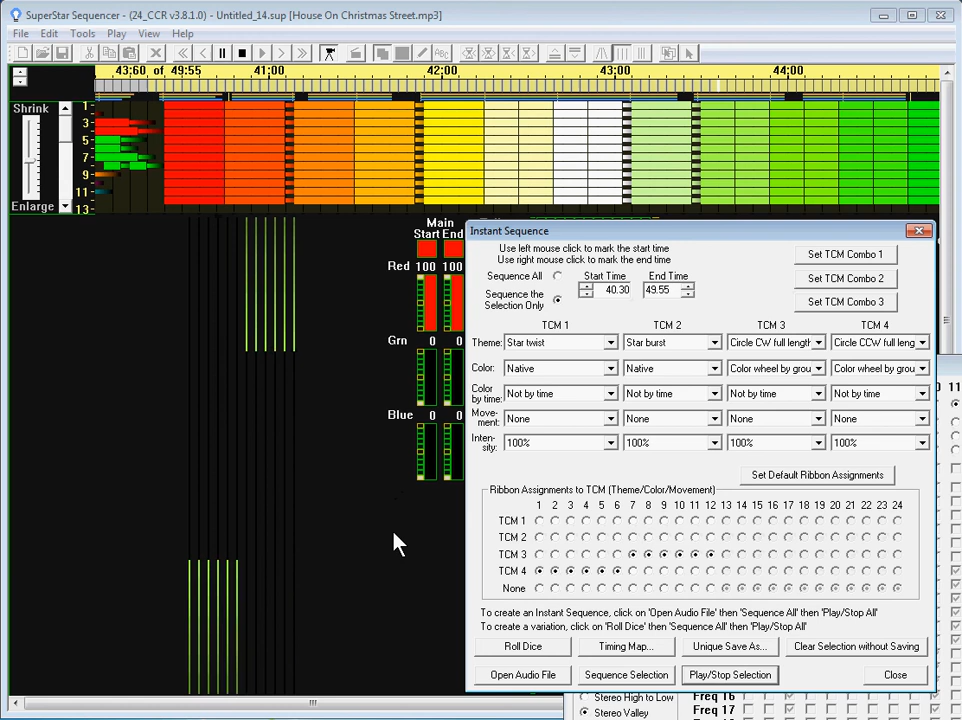 SuperStar Sequencer - (24_CCR v3.8.1.0) - Untitled_14.sup [House On Christmas Street.mp3]
File Edit Tools Play View Help
43:60 of 49:55 41:00 42:00 43:00 44:00
Shrink
Enlarge
1
3
5
7
9
11
13
Main
Start End
Red 100 100
Grn 0 0
Blue 0 0
Instant Sequence
Use left mouse click to mark the start time
Use right mouse click to mark the end time
Sequence All
Sequence the
Selection Only
Start Time End Time
40.30 49.55
Set TCM Combo 1
Set TCM Combo 2
Set TCM Combo 3
TCM 1 TCM 2 TCM 3 TCM 4
Theme: Star twist Star burst Circle CW full length Circle CCW full leng
Color: Native Native Color wheel by grou Color wheel by grou
Color
by time: Not by time Not by time Not by time Not by time
Move-
ment: None None None None
Inten-
sity: 100% 100% 100% 100%
Set Default Ribbon Assignments
Ribbon Assignments to TCM (Theme/Color/Movement)
1 2 3 4 5 6 7 8 9 10 11 12 13 14 15 16 17 18 19 20 21 22 23 24
TCM 1
TCM 2
TCM 3
TCM 4
None
To create an Instant Sequence, click on 'Open Audio File' then 'Sequence All' then 'Play/Stop All'
To create a variation, click on 'Roll Dice' then 'Sequence All' then 'Play/Stop All'
Roll Dice Timing Map... Unique Save As... Clear Selection without Saving
Open Audio File Sequence Selection Play/Stop Selection Close
Stereo High to Low
Stereo Valley
Freq 16
Freq 17